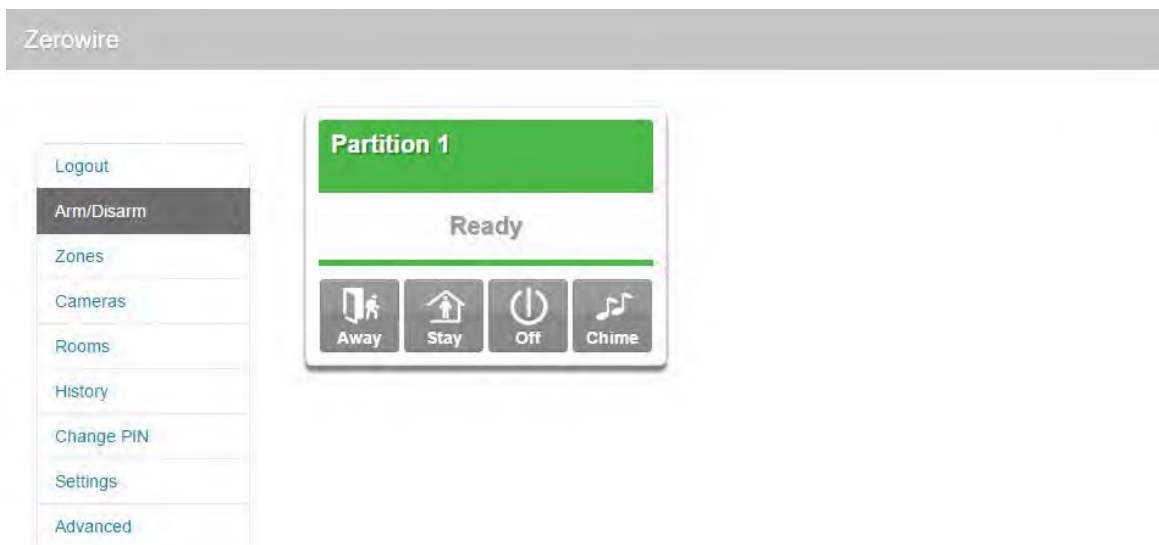 Zerowire
Logout
Arm/Disarm
Zones
Cameras
Rooms
History
Change PIN
Settings
Advanced
Partition 1
Ready
Away Stay Off Chime